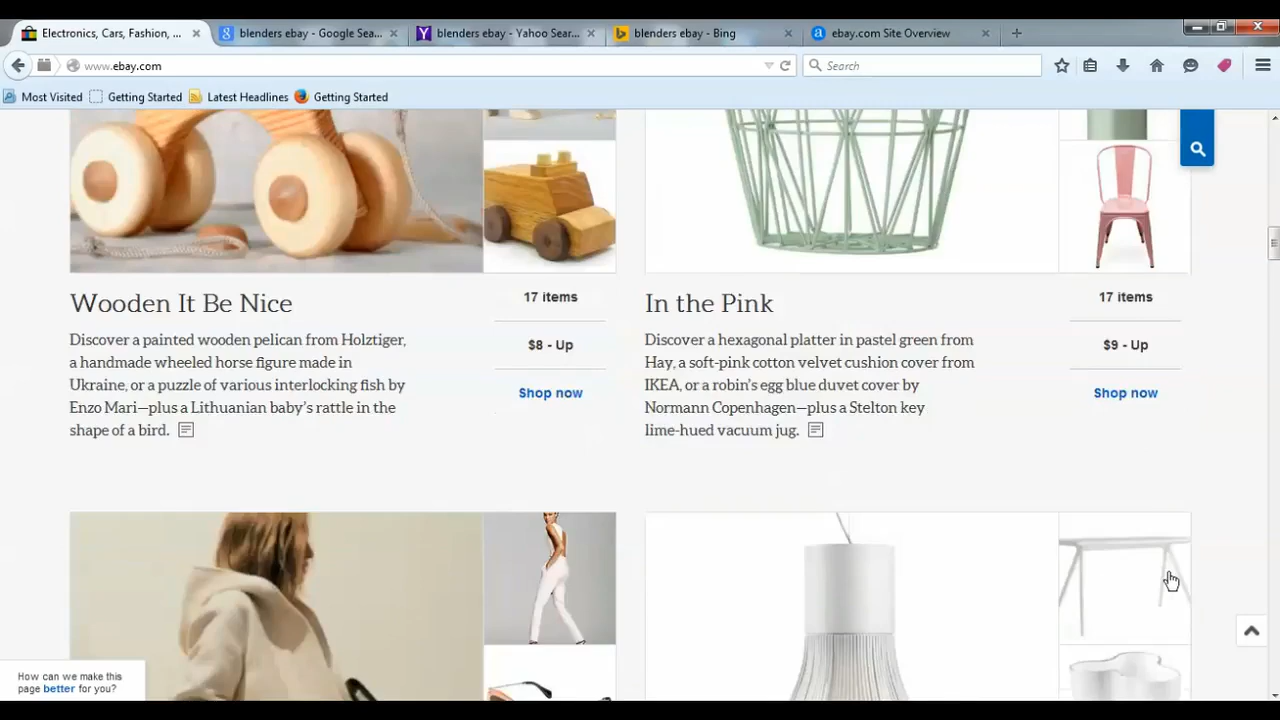 Electronics, Cars, Fashion, ...
blenders ebay - Google Sea...
blenders ebay - Yahoo Sear...
blenders ebay - Bing
ebay.com Site Overview
www.ebay.com
Search
Most Visited
Getting Started
Latest Headlines
Getting Started
Wooden It Be Nice
Discover a painted wooden pelican from Holztiger,
a handmade wheeled horse figure made in
Ukraine, or a puzzle of various interlocking fish by
Enzo Mari—plus a Lithuanian baby's rattle in the
shape of a bird.
17 items
$8 - Up
Shop now
In the Pink
Discover a hexagonal platter in pastel green from
Hay, a soft-pink cotton velvet cushion cover from
IKEA, or a robin's egg blue duvet cover by
Normann Copenhagen—plus a Stelton key
lime-hued vacuum jug.
17 items
$9 - Up
Shop now
How can we make this
page better for you?